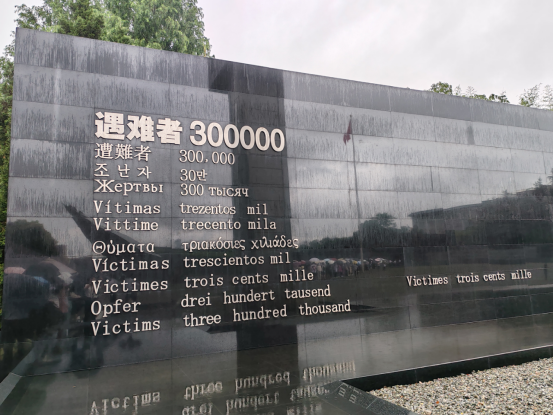 遇难者 300000
遭難者 300,000
조난자 30만
Жертвы 300 тысяч
Vítimas trezentos mil
Vittime trecento mila
Θύματα τριακόσιες χιλιάδες
Víctimas trescientos mil
Victimes trois cents mille
Victimes trois cents mille
Opfer drei hundert tausend
Victims three hundred thousand